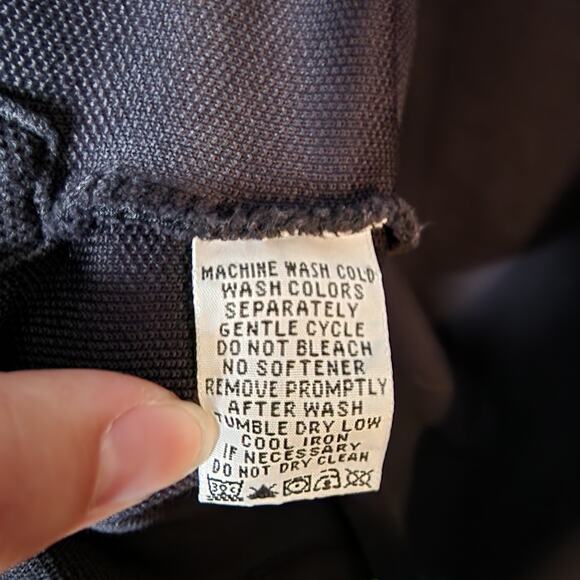 MACHINE WASH COLD
WASH COLORS
SEPARATELY
GENTLE CYCLE
DO NOT BLEACH
NO SOFTENER
REMOVE PROMPTLY
AFTER WASH
TUMBLE DRY LOW
COOL IRON
IF NECESSARY
DO NOT DRY CLEAN